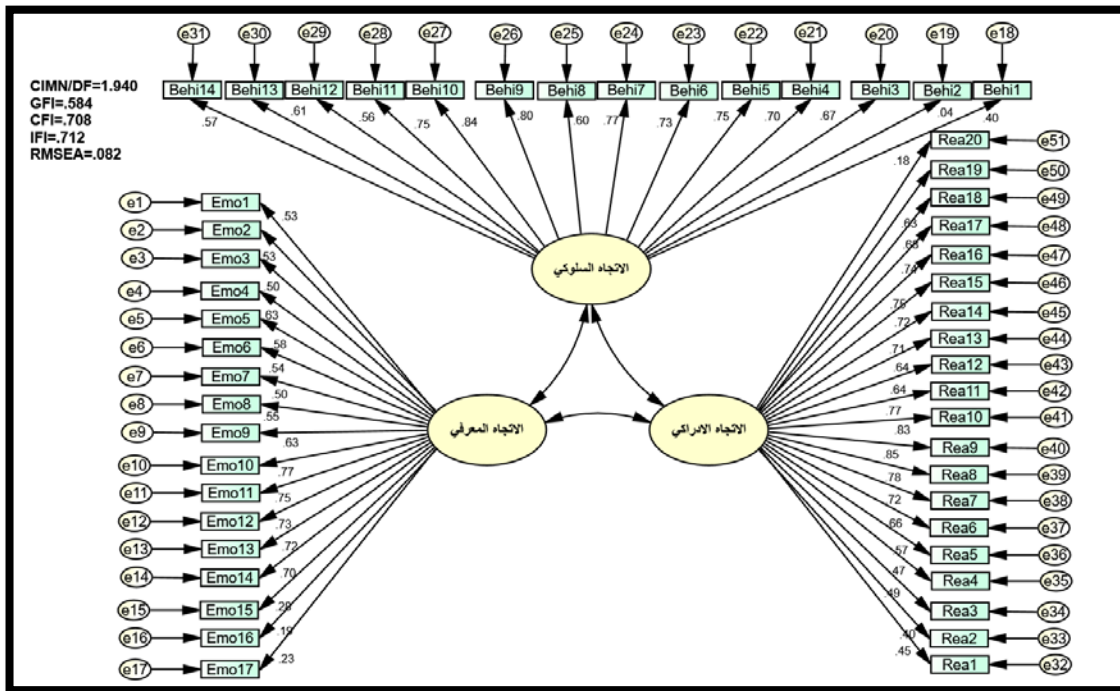 e31 e30 e29 e28 e27 e26 e25 e24 e23 e22 e21 e20 e19 e18
Behi14 Behi13 Behi12 Behi11 Behi10 Behi9 Behi8 Behi7 Behi6 Behi5 Behi4 Behi3 Behi2 Behi1
CIMN/DF=1.940
GFI=.584
CFI=.708
IFI=.712
RMSEA=.082
.57 .61 .56 .75 .84 .80 .60 .77 .73 .75 .70 .67 .04 .40
الاتجاه السلوكي
e1 Emo1 .53
e2 Emo2
e3 Emo3 .53
e4 Emo4 .50
e5 Emo5 .63
e6 Emo6 .58
e7 Emo7 .54
e8 Emo8 .50
.55
e9 Emo9 .63
e10 Emo10 .77
e11 Emo11 .75
e12 Emo12 .73
e13 Emo13 .72
e14 Emo14 .70
e15 Emo15 .28
e16 Emo16 .19
e17 Emo17 .23
الاتجاه المعرفي
الاتجاه الادراكي
.18 Rea20 e51
Rea19 e50
Rea18 e49
.63 Rea17 e48
.68 Rea16 e47
.74 Rea15 e46
.75 Rea14 e45
.72
.71 Rea13 e44
.64 Rea12 e43
.64 Rea11 e42
.77 Rea10 e41
.83 Rea9 e40
.85 Rea8 e39
.78 Rea7 e38
.72 Rea6 e37
.66 Rea5 e36
.57 Rea4 e35
.47 Rea3 e34
.49
.40 Rea2 e33
.45 Rea1 e32